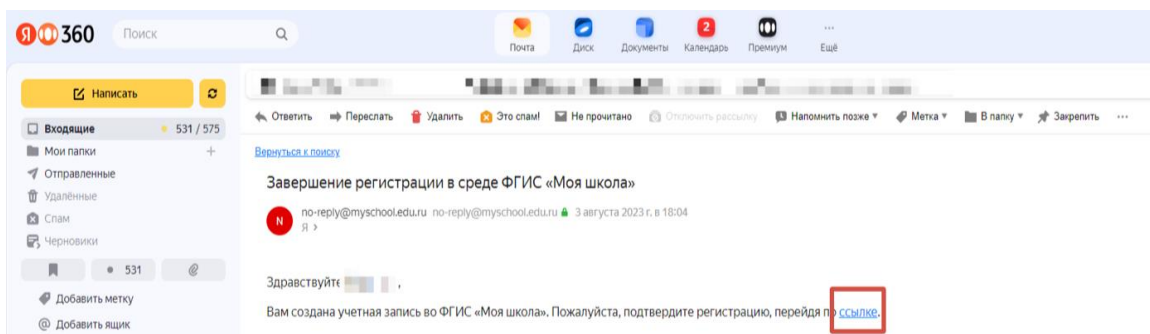 Я 360 Поиск
Почта Диск Документы 2 Календарь Премиум Ещё
Написать
Ответить Переслать Удалить Это спам! Не прочитано Отключить рассылку Напомнить позже Метка В папку Закрепить ...
Входящие 531 / 575
Мои папки +
Вернуться к поиску
Отправленные
Завершение регистрации в среде ФГИС «Моя школа»
Удалённые
Спам
N no-reply@myschool.edu.ru no-reply@myschool.edu.ru 3 августа 2023 г. в 18:04
Я >
Черновики
531
Здравствуйте ,
Добавить метку
Вам создана учетная запись во ФГИС «Моя школа». Пожалуйста, подтвердите регистрацию, перейдя по ссылке.
@ Добавить ящик